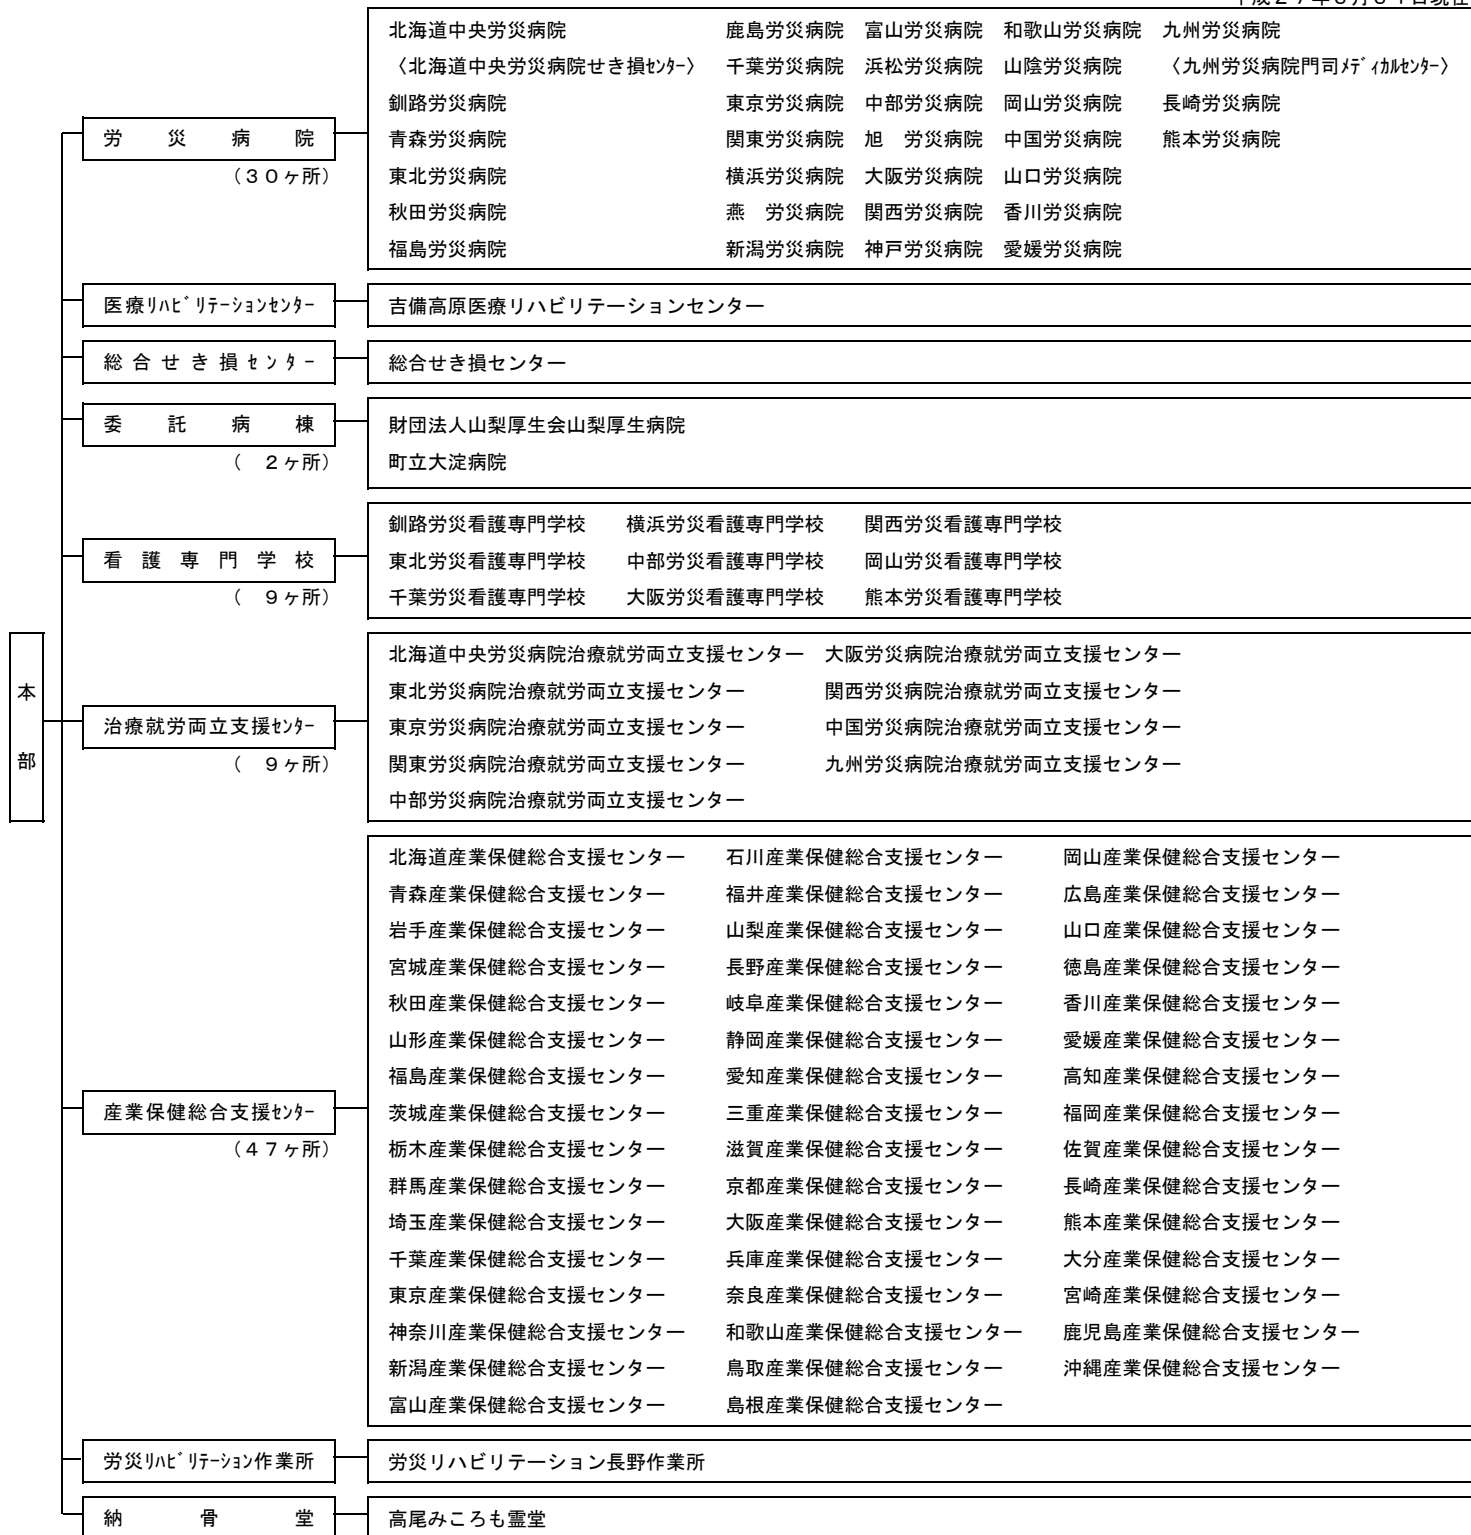 北海道中央労災病院 鹿島労災病院 富山労災病院 和歌山労災病院 九州労災病院
〈北海道中央労災病院せき損ｾﾝﾀｰ〉 千葉労災病院 浜松労災病院 山陰労災病院 〈九州労災病院門司ﾒﾃﾞｨｶﾙｾﾝﾀｰ〉
釧路労災病院 東京労災病院 中部労災病院 岡山労災病院 長崎労災病院
労災病院 青森労災病院 関東労災病院 旭　労災病院 中国労災病院 熊本労災病院
（３０ヶ所） 東北労災病院 横浜労災病院 大阪労災病院 山口労災病院
秋田労災病院 燕　労災病院 関西労災病院 香川労災病院
福島労災病院 新潟労災病院 神戸労災病院 愛媛労災病院
医療ﾘﾊﾋﾞﾘﾃｰｼｮﾝｾﾝﾀｰ 吉備高原医療リハビリテーションセンター
総合せき損ｾﾝﾀｰ 総合せき損センター
委託病棟 財団法人山梨厚生会山梨厚生病院
（　２ヶ所） 町立大淀病院
釧路労災看護専門学校 横浜労災看護専門学校 関西労災看護専門学校
看護専門学校 東北労災看護専門学校 中部労災看護専門学校 岡山労災看護専門学校
（　９ヶ所） 千葉労災看護専門学校 大阪労災看護専門学校 熊本労災看護専門学校
本部
北海道中央労災病院治療就労両立支援センター 大阪労災病院治療就労両立支援センター
東北労災病院治療就労両立支援センター 関西労災病院治療就労両立支援センター
治療就労両立支援ｾﾝﾀｰ 東京労災病院治療就労両立支援センター 中国労災病院治療就労両立支援センター
（　９ヶ所） 関東労災病院治療就労両立支援センター 九州労災病院治療就労両立支援センター
中部労災病院治療就労両立支援センター
北海道産業保健総合支援センター 石川産業保健総合支援センター 岡山産業保健総合支援センター
青森産業保健総合支援センター 福井産業保健総合支援センター 広島産業保健総合支援センター
岩手産業保健総合支援センター 山梨産業保健総合支援センター 山口産業保健総合支援センター
宮城産業保健総合支援センター 長野産業保健総合支援センター 徳島産業保健総合支援センター
秋田産業保健総合支援センター 岐阜産業保健総合支援センター 香川産業保健総合支援センター
山形産業保健総合支援センター 静岡産業保健総合支援センター 愛媛産業保健総合支援センター
福島産業保健総合支援センター 愛知産業保健総合支援センター 高知産業保健総合支援センター
産業保健総合支援ｾﾝﾀｰ 茨城産業保健総合支援センター 三重産業保健総合支援センター 福岡産業保健総合支援センター
（４７ヶ所） 栃木産業保健総合支援センター 滋賀産業保健総合支援センター 佐賀産業保健総合支援センター
群馬産業保健総合支援センター 京都産業保健総合支援センター 長崎産業保健総合支援センター
埼玉産業保健総合支援センター 大阪産業保健総合支援センター 熊本産業保健総合支援センター
千葉産業保健総合支援センター 兵庫産業保健総合支援センター 大分産業保健総合支援センター
東京産業保健総合支援センター 奈良産業保健総合支援センター 宮崎産業保健総合支援センター
神奈川産業保健総合支援センター 和歌山産業保健総合支援センター 鹿児島産業保健総合支援センター
新潟産業保健総合支援センター 鳥取産業保健総合支援センター 沖縄産業保健総合支援センター
富山産業保健総合支援センター 島根産業保健総合支援センター
労災ﾘﾊﾋﾞﾘﾃｰｼｮﾝ作業所 労災リハビリテーション長野作業所
納骨堂 高尾みころも霊堂